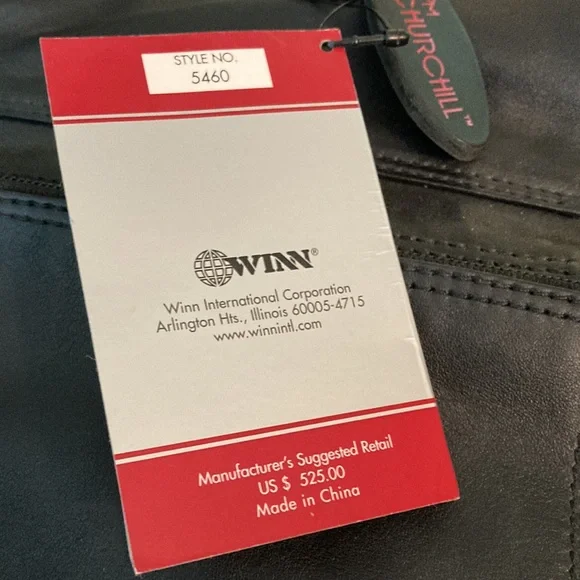 STYLE NO.
5460
CHURCHILL™
WINN®
Winn International Corporation
Arlington Hts., Illinois 60005-4715
www.winnintl.com
Manufacturer's Suggested Retail
US $ 525.00
Made in China